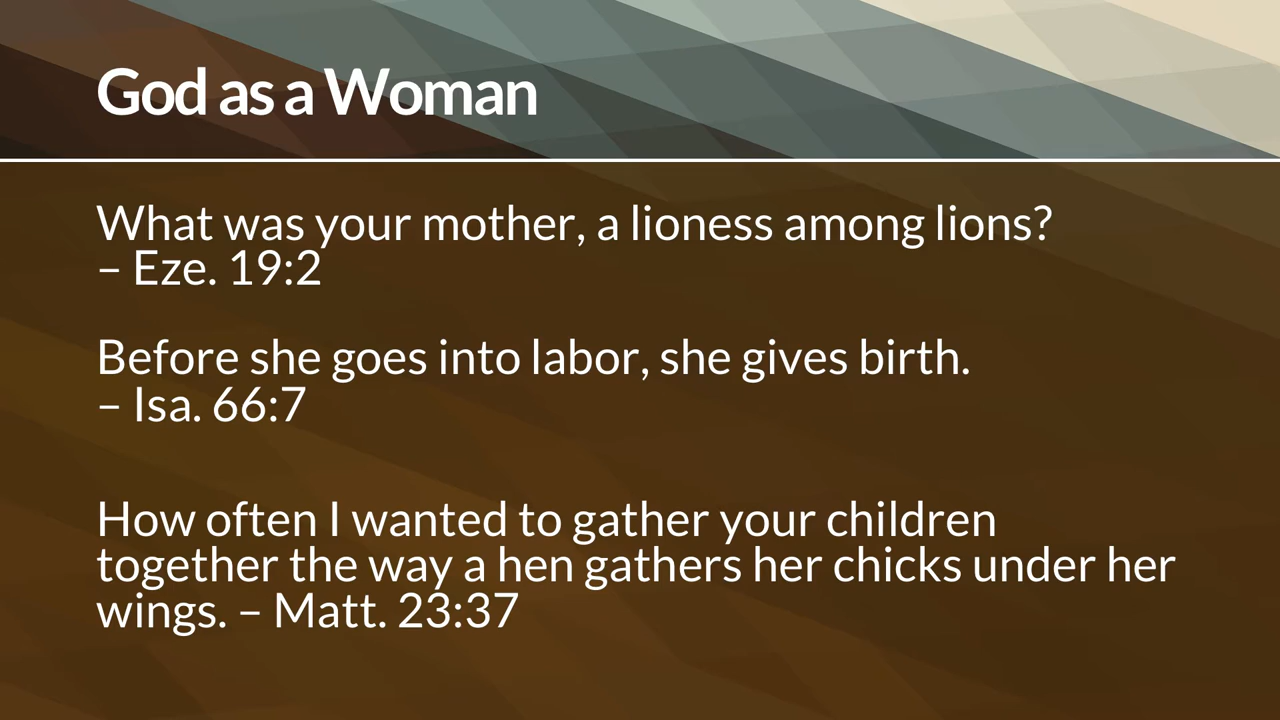 God as a Woman
What was your mother, a lioness among lions?
– Eze. 19:2
Before she goes into labor, she gives birth.
– Isa. 66:7
How often I wanted to gather your children
together the way a hen gathers her chicks under her
wings. – Matt. 23:37